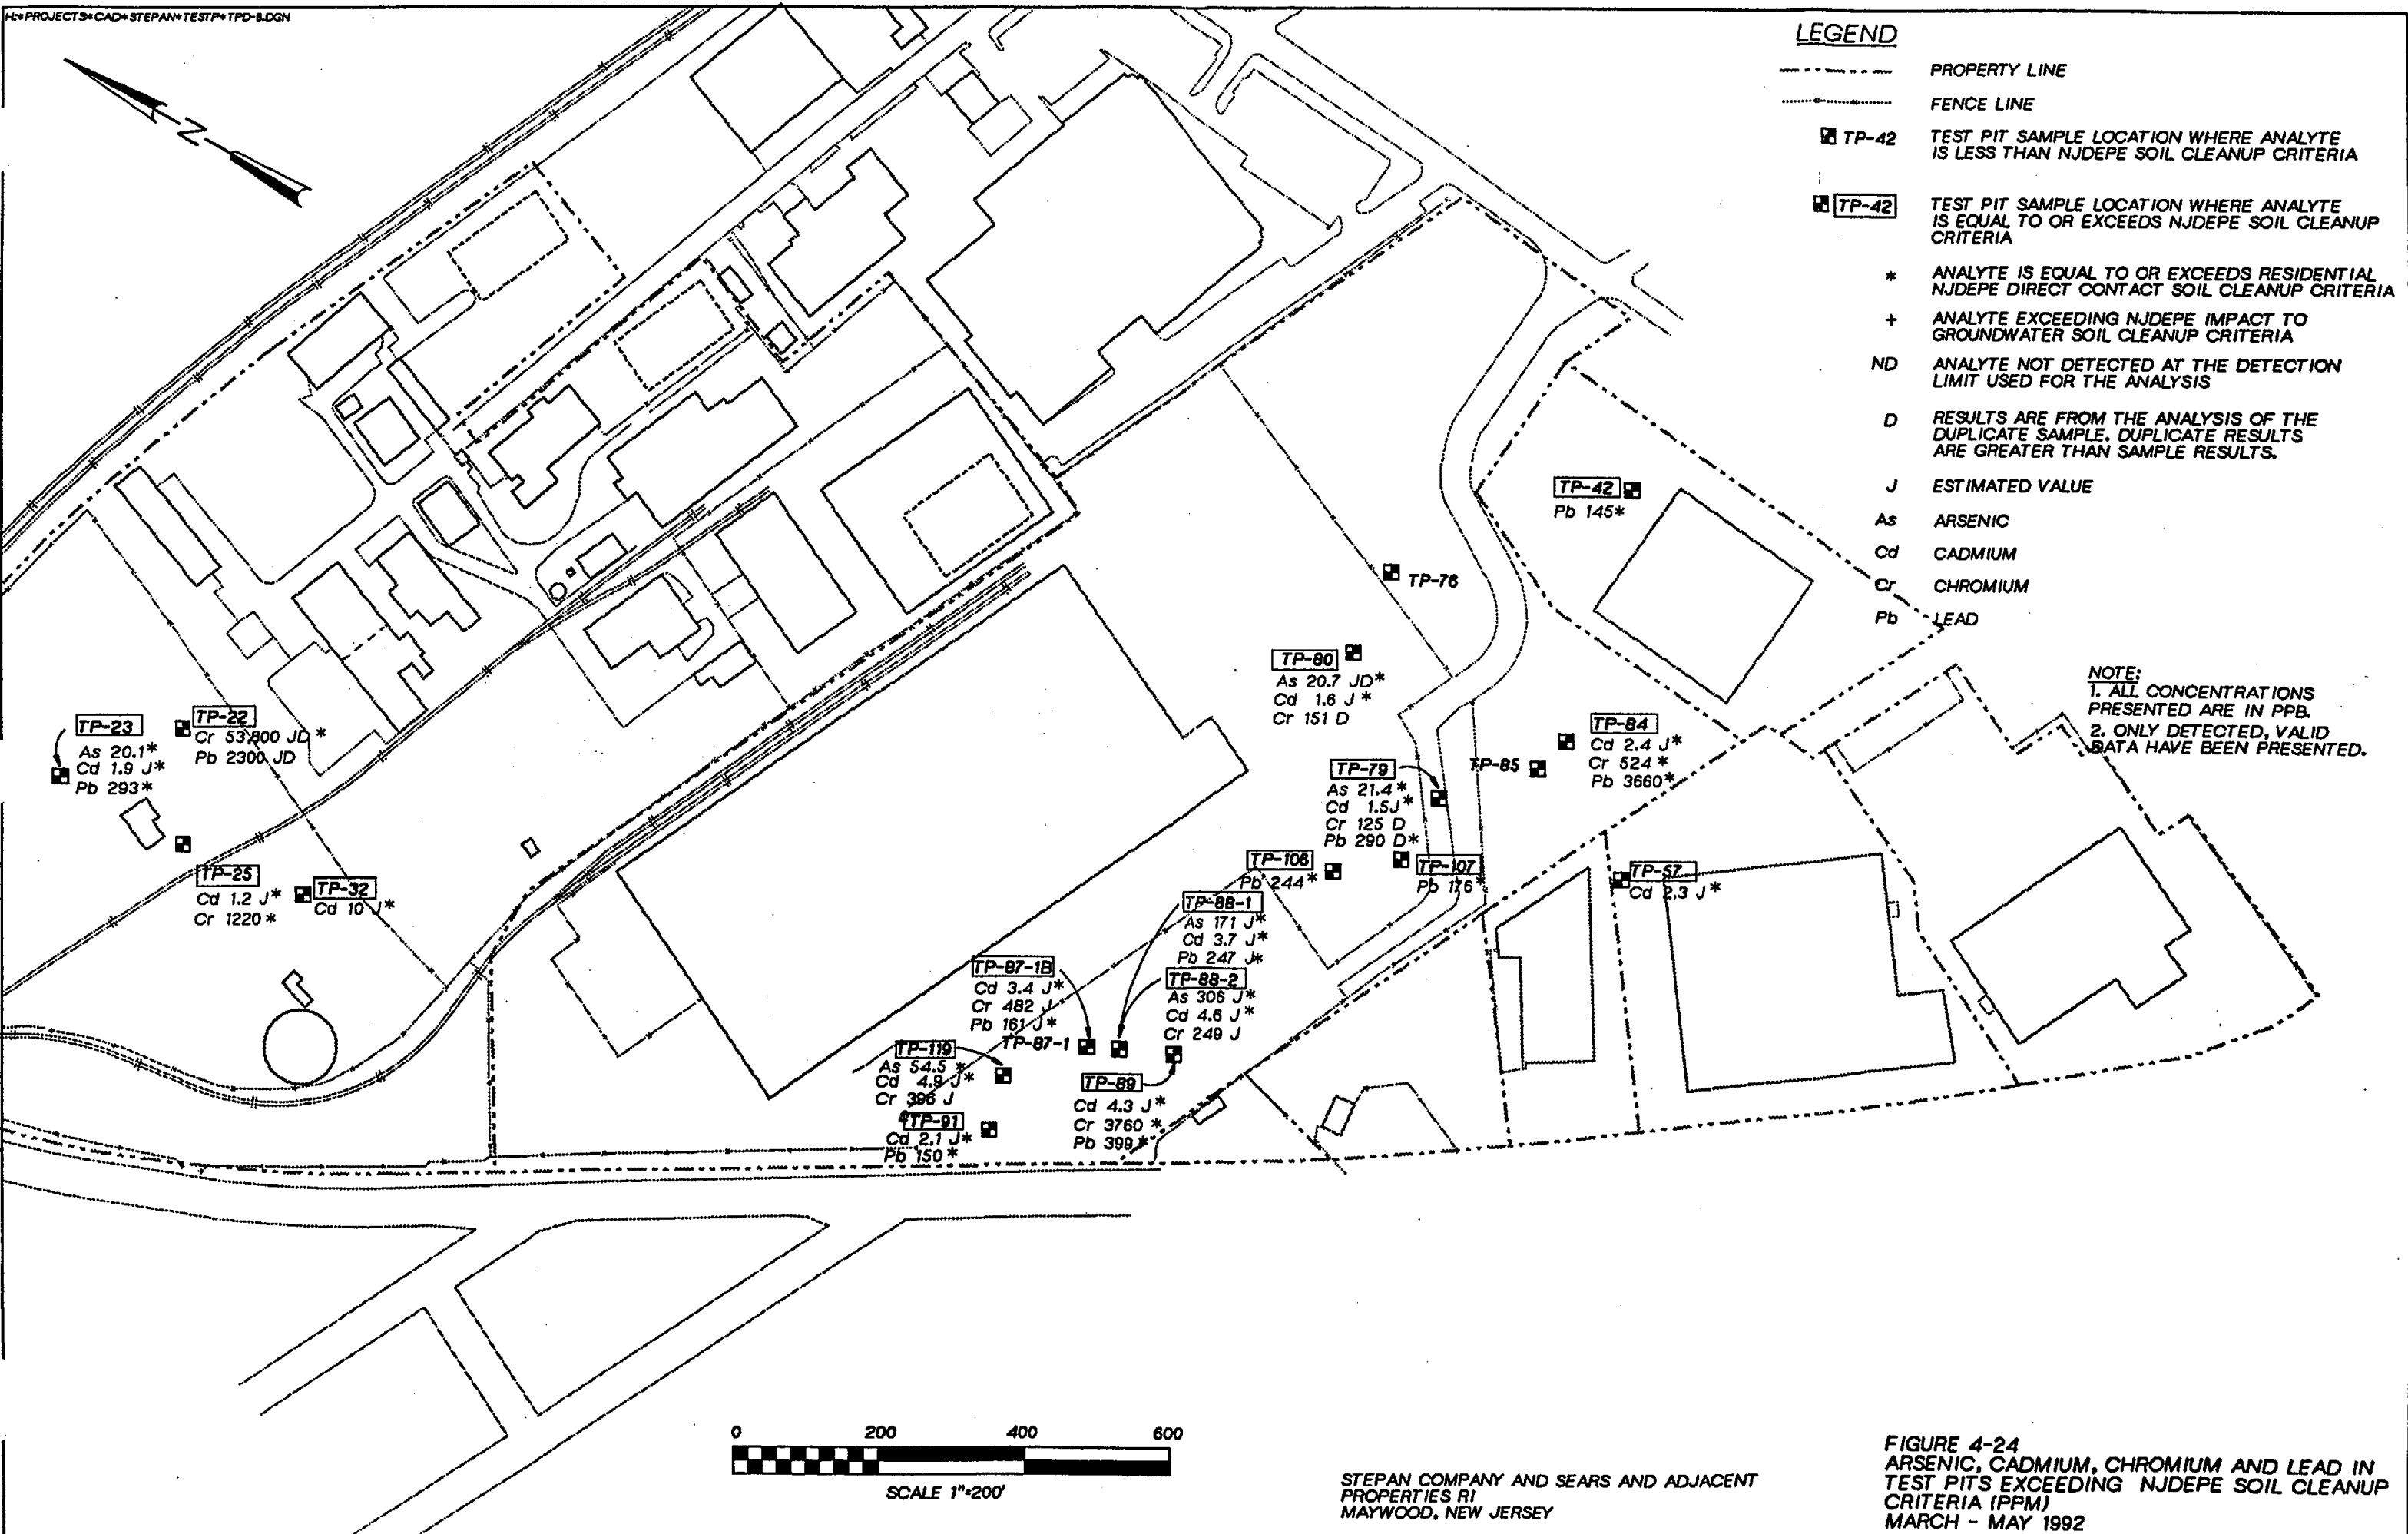 H:*PROJECTS*CAD*STEPAN*TESTP*TPD-8.DGN
N
LEGEND
PROPERTY LINE
FENCE LINE
TP-42 TEST PIT SAMPLE LOCATION WHERE ANALYTE
IS LESS THAN NJDEPE SOIL CLEANUP CRITERIA
TP-42 TEST PIT SAMPLE LOCATION WHERE ANALYTE
IS EQUAL TO OR EXCEEDS NJDEPE SOIL CLEANUP
CRITERIA
* ANALYTE IS EQUAL TO OR EXCEEDS RESIDENTIAL
NJDEPE DIRECT CONTACT SOIL CLEANUP CRITERIA
+ ANALYTE EXCEEDING NJDEPE IMPACT TO
GROUNDWATER SOIL CLEANUP CRITERIA
ND ANALYTE NOT DETECTED AT THE DETECTION
LIMIT USED FOR THE ANALYSIS
D RESULTS ARE FROM THE ANALYSIS OF THE
DUPLICATE SAMPLE. DUPLICATE RESULTS
ARE GREATER THAN SAMPLE RESULTS.
J ESTIMATED VALUE
As ARSENIC
Cd CADMIUM
Cr CHROMIUM
Pb LEAD
NOTE:
1. ALL CONCENTRATIONS
PRESENTED ARE IN PPB.
2. ONLY DETECTED, VALID
DATA HAVE BEEN PRESENTED.
TP-42
Pb 145*
TP-76
TP-80
As 20.7 JD*
Cd 1.6 J*
Cr 151 D
TP-23
As 20.1*
Cd 1.9 J*
Pb 293*
TP-22
Cr 53,800 JD *
Pb 2300 JD
TP-84
Cd 2.4 J*
Cr 524 *
Pb 3660*
TP-85
TP-79
As 21.4*
Cd 1.5J*
Cr 125 D
Pb 290 D*
TP-25
Cd 1.2 J*
Cr 1220 *
TP-32
Cd 10 J*
TP-106
Pb 244*
TP-107
Pb 176*
TP-57
Cd 2.3 J*
TP-88-1
As 171 J*
Cd 3.7 J*
Pb 247 J*
TP-87-1B
Cd 3.4 J*
Cr 482 J
Pb 161 J*
TP-87-1
TP-88-2
As 306 J*
Cd 4.6 J*
Cr 249 J
TP-119
As 54.5 *
Cd 4.9 J*
Cr 396 J
TP-89
Cd 4.3 J*
Cr 3760 *
Pb 399*
TP-91
Cd 2.1 J*
Pb 150*
0 200 400 600
SCALE 1"=200'
STEPAN COMPANY AND SEARS AND ADJACENT
PROPERTIES RI
MAYWOOD, NEW JERSEY
FIGURE 4-24
ARSENIC, CADMIUM, CHROMIUM AND LEAD IN
TEST PITS EXCEEDING NJDEPE SOIL CLEANUP
CRITERIA (PPM)
MARCH - MAY 1992